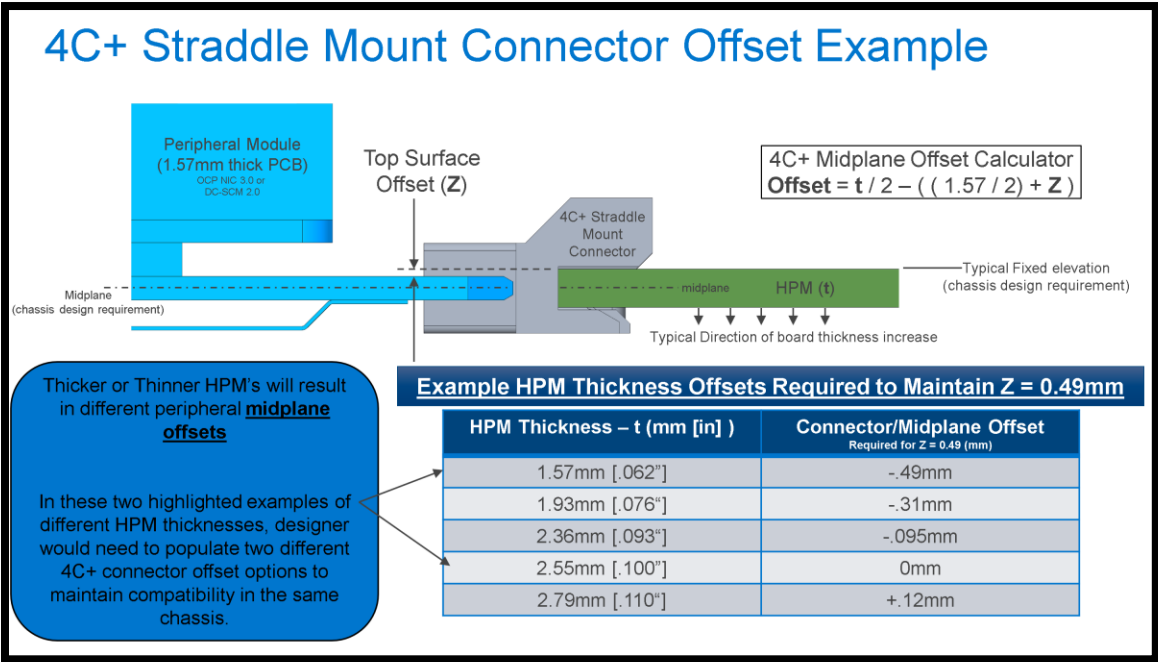 4C+ Straddle Mount Connector Offset Example
Peripheral Module
(1.57mm thick PCB)
OCP NIC 3.0 or
DC-SCM 2.0
Top Surface
Offset (Z)
4C+ Midplane Offset Calculator
Offset = t / 2 – ( ( 1.57 / 2) + Z )
4C+ Straddle
Mount
Connector
Midplane
(chassis design requirement)
midplane
HPM (t)
Typical Fixed elevation
(chassis design requirement)
Typical Direction of board thickness increase
Thicker or Thinner HPM's will result
in different peripheral midplane
offsets
In these two highlighted examples of
different HPM thicknesses, designer
would need to populate two different
4C+ connector offset options to
maintain compatibility in the same
chassis.
Example HPM Thickness Offsets Required to Maintain Z = 0.49mm
HPM Thickness – t (mm [in] )
Connector/Midplane Offset
Required for Z = 0.49 (mm)
1.57mm [.062”]
-.49mm
1.93mm [.076“]
-.31mm
2.36mm [.093“]
-.095mm
2.55mm [.100”]
0mm
2.79mm [.110“]
+.12mm